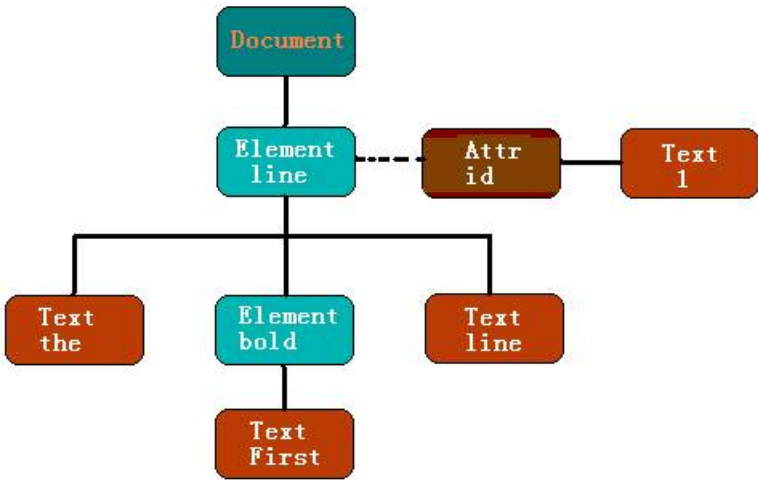 Document
Element
line
Attr
id
Text
1
Text
the
Element
bold
Text
line
Text
First